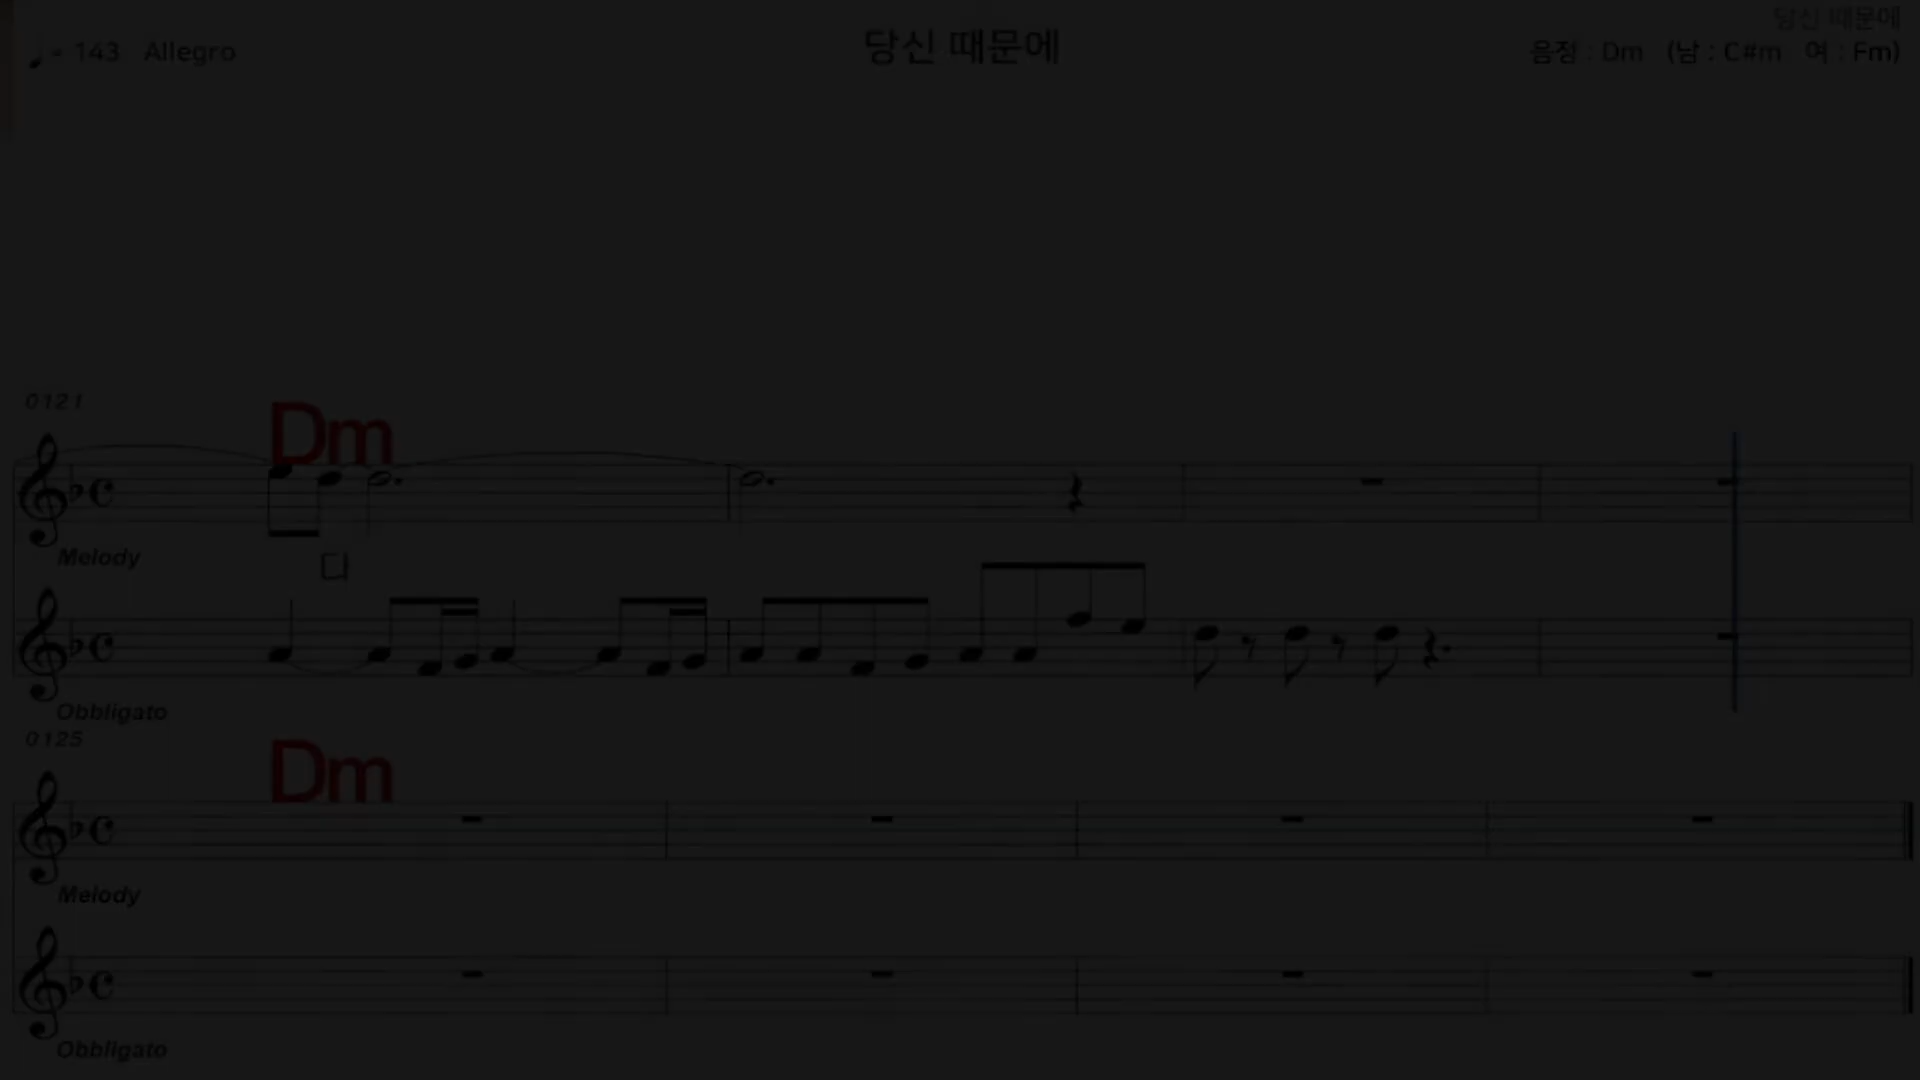 당신 때문에
♩ = 143 Allegro
당신 때문에
음정 : Dm (남 : C#m 여 : Fm)
0121
Dm
Melody
다
Obbligato
0125
Dm
Melody
Obbligato